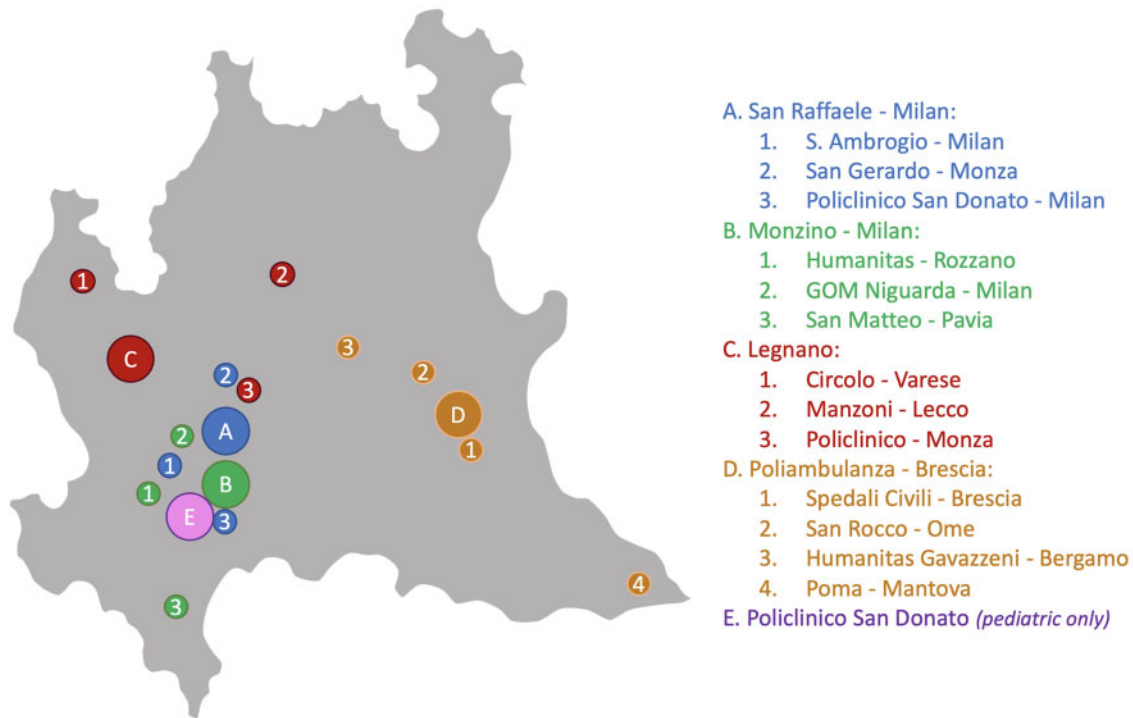 A. San Raffaele - Milan:
1. S. Ambrogio - Milan
2. San Gerardo - Monza
3. Policlinico San Donato - Milan
B. Monzino - Milan:
1. Humanitas - Rozzano
2. GOM Niguarda - Milan
3. San Matteo - Pavia
C. Legnano:
1. Circolo - Varese
2. Manzoni - Lecco
3. Policlinico - Monza
D. Poliambulanza - Brescia:
1. Spedali Civili - Brescia
2. San Rocco - Ome
3. Humanitas Gavazzeni - Bergamo
4. Poma - Mantova
E. Policlinico San Donato (pediatric only)
1
2
C
3
2
2
3
D
1
2
A
1
1
B
E
3
3
4